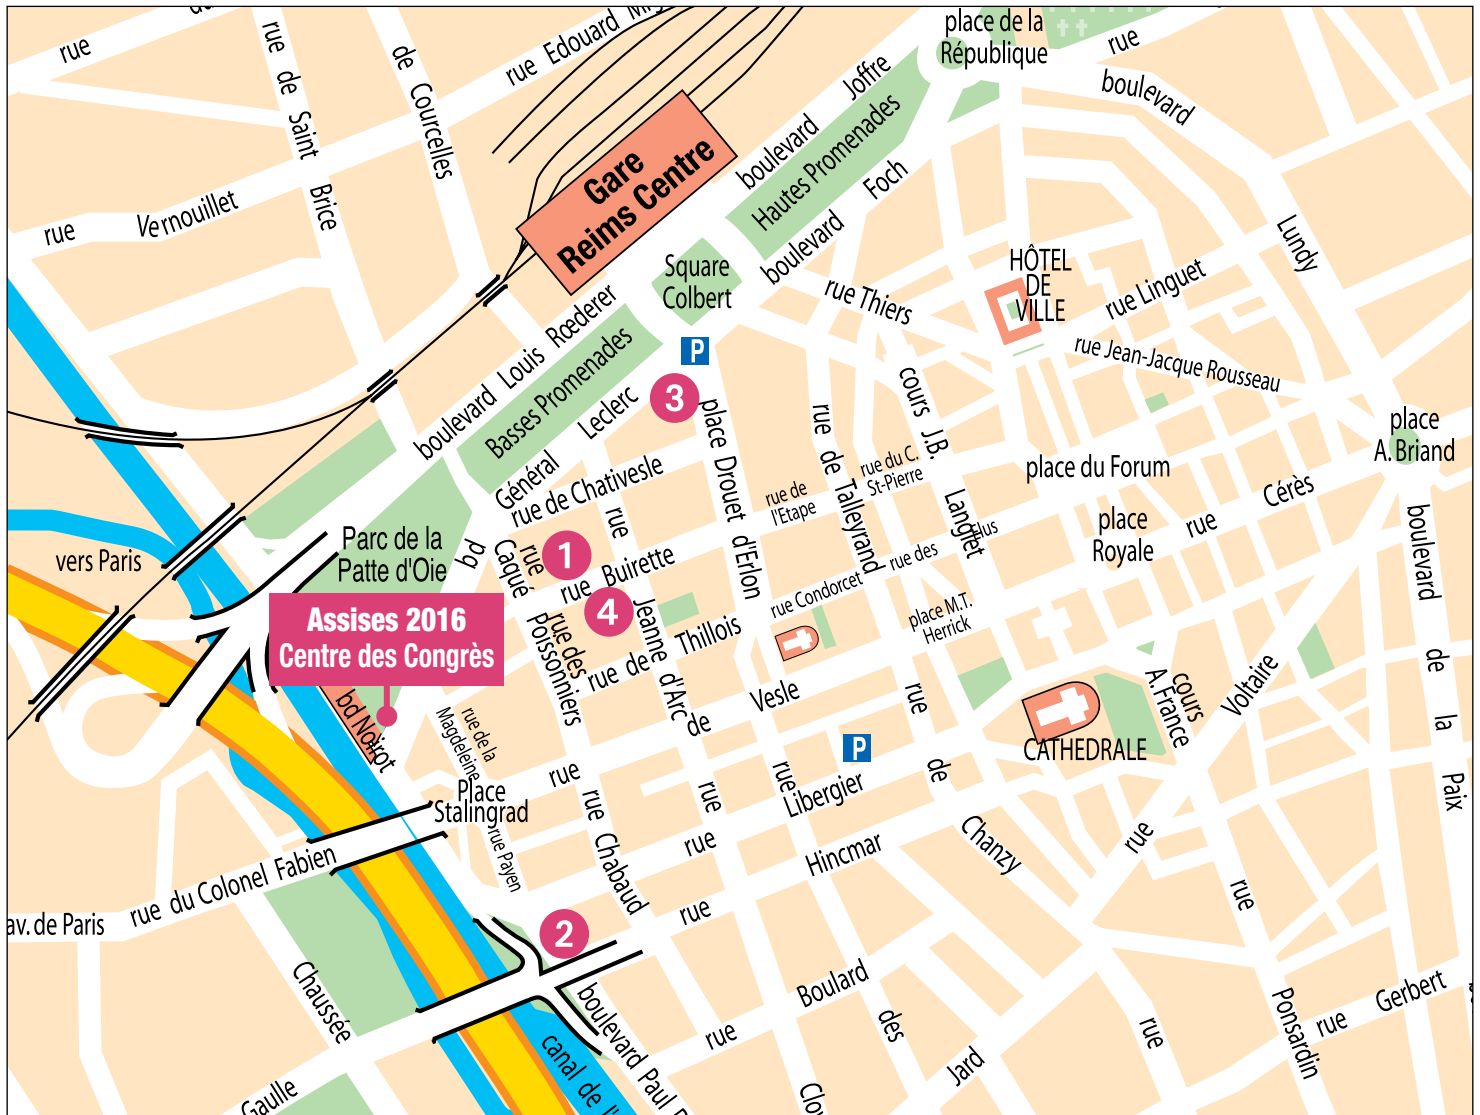 rue
rue de Saint Brice
de Courcelles
rue Edouard
place de la
République
rue
boulevard
Lundy
boulevard Joffre
Hautes Promenades
boulevard Foch
Gare
Reims Centre
rue Vernouillet
Square
Colbert
P
HÔTEL
DE
VILLE
rue Thiers
rue Linguet
rue Jean-Jacque Rousseau
boulevard Louis Rœderer
Basses Promenades
Général Leclerc
3
place Drouet d'Erlon
rue de Talleyrand
cours J.B. Langlet
rue du C.
St-Pierre
place du Forum
place
A. Briand
rue Cérès
place
Royale
rue de
l'Etape
rue de Chativesle
rue Buirette
rue Caqué
bd
1
4
Parc de la
Patte d'Oie
vers Paris
Assises 2016
Centre des Congrès
bd Noirot
rue des Poissonniers
rue Jeanne d'Arc
rue de Thillois
rue Condorcet
rue des Elus
place M.T.
Herrick
rue de Vesle
rue de la
Magdeleine
Place
Stalingrad
rue Payen
rue Chabaud
P
rue Libergier
rue Hincmar
rue de Chanzy
CATHEDRALE
cours
A. France
rue Voltaire
boulevard de la Paix
rue du Colonel Fabien
av. de Paris
Chaussée
Gaulle
2
boulevard Paul
canal de l'
rue Boulard
rue des
Jard
rue
rue Ponsardin
rue Gerbert